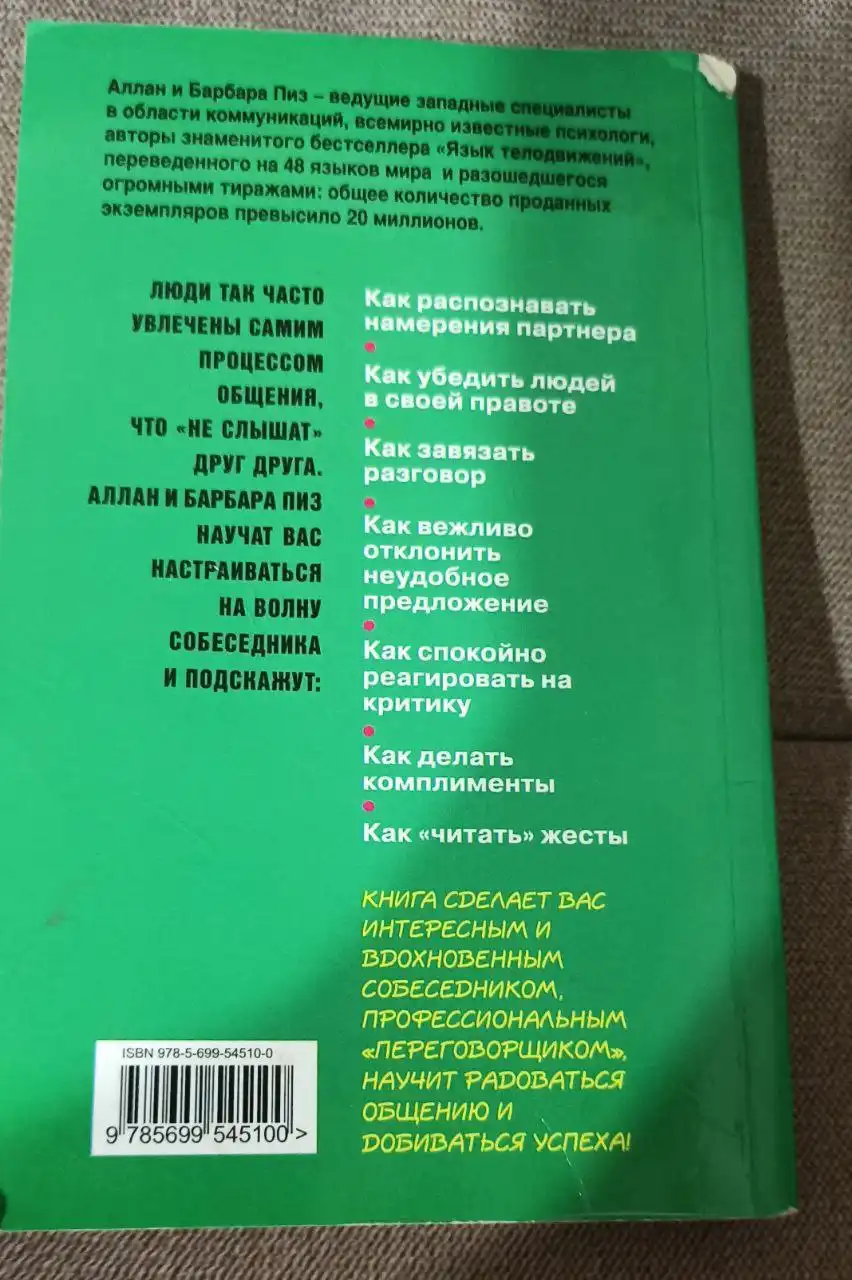 Аллан и Барбара Пиз – ведущие западные специалисты
в области коммуникаций, всемирно известные психологи,
авторы знаменитого бестселлера «Язык телодвижений»,
переведенного на 48 языков мира и разошедшегося
огромными тиражами: общее количество проданных
экземпляров превысило 20 миллионов.
ЛЮДИ ТАК ЧАСТО
УВЛЕЧЕНЫ САМИМ
ПРОЦЕССОМ
ОБЩЕНИЯ,
ЧТО «НЕ СЛЫШАТ»
ДРУГ ДРУГА.
АЛЛАН И БАРБАРА ПИЗ
НАУЧАТ ВАС
НАСТРАИВАТЬСЯ
НА ВОЛНУ
СОБЕСЕДНИКА
И ПОДСКАЖУТ:
Как распознавать
намерения партнера
Как убедить людей
в своей правоте
Как завязать
разговор
Как вежливо
отклонить
неудобное
предложение
Как спокойно
реагировать на
критику
Как делать
комплименты
Как «читать» жесты
КНИГА СДЕЛАЕТ ВАС
ИНТЕРЕСНЫМ И
ВДОХНОВЕННЫМ
СОБЕСЕДНИКОМ,
ПРОФЕССИОНАЛЬНЫМ
«ПЕРЕГОВОРЩИКОМ»,
НАУЧИТ РАДОВАТЬСЯ
ОБЩЕНИЮ И
ДОБИВАТЬСЯ УСПЕХА!
ISBN 978-5-699-54510-0
9 785699 545100 >